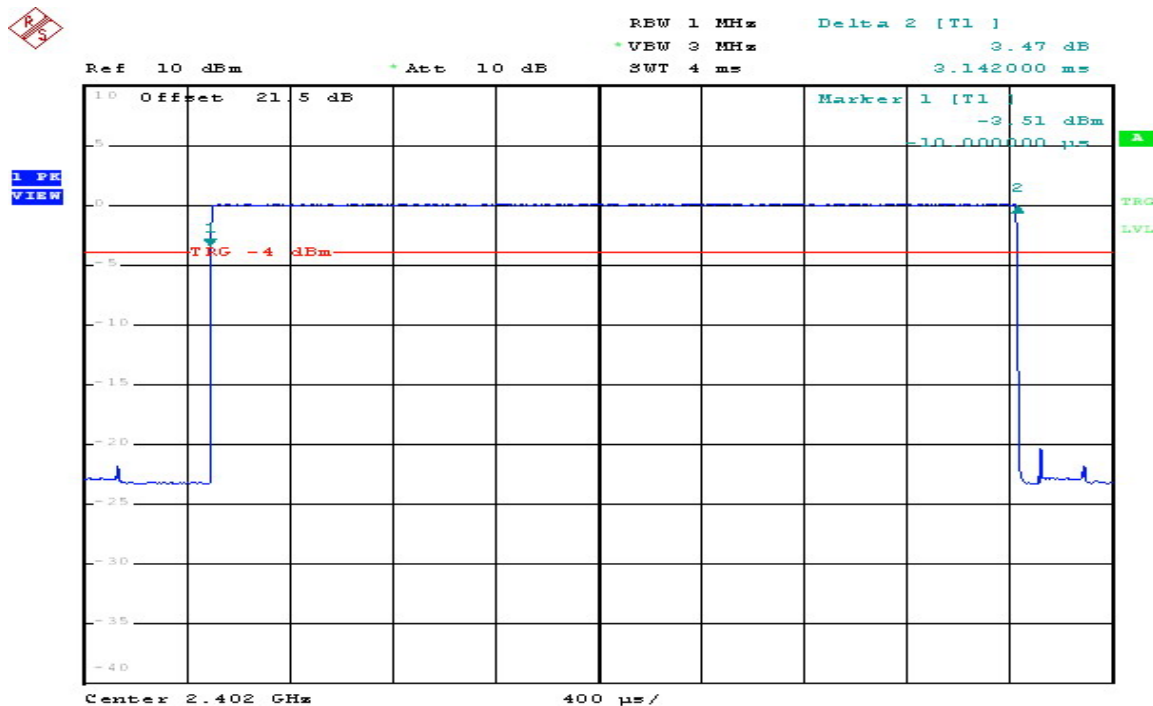 R S
RBW 1 MHz Delta 2 [T1 ]
* VBW 3 MHz 3.47 dB
Ref 10 dBm * Att 10 dB SWT 4 ms 3.142000 ms
10 Offset 21.5 dB Marker 1 [T1 ]
-3.51 dBm
-10.000000 µs
A
5
1 PK
VIEW
2
0
TRG
1
LVL
TRG -4 dBm
-5
-10
-15
-20
-25
-30
-35
-40
Center 2.402 GHz 400 µs/